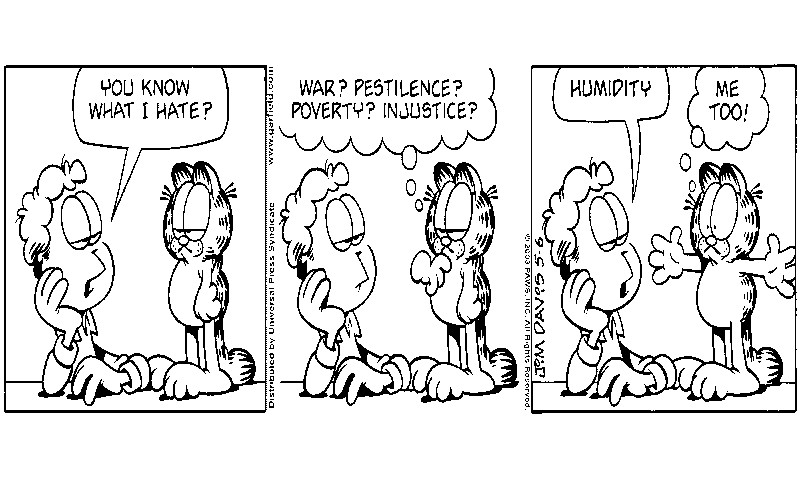 YOU KNOW
WHAT I HATE?
www.garfield.com
Distributed by Universal Press Syndicate
WAR? PESTILENCE?
POVERTY? INJUSTICE?
HUMIDITY
ME
TOO!
© 2003 PAWS, INC. All Rights Reserved.
JIM DAVIS 5-6